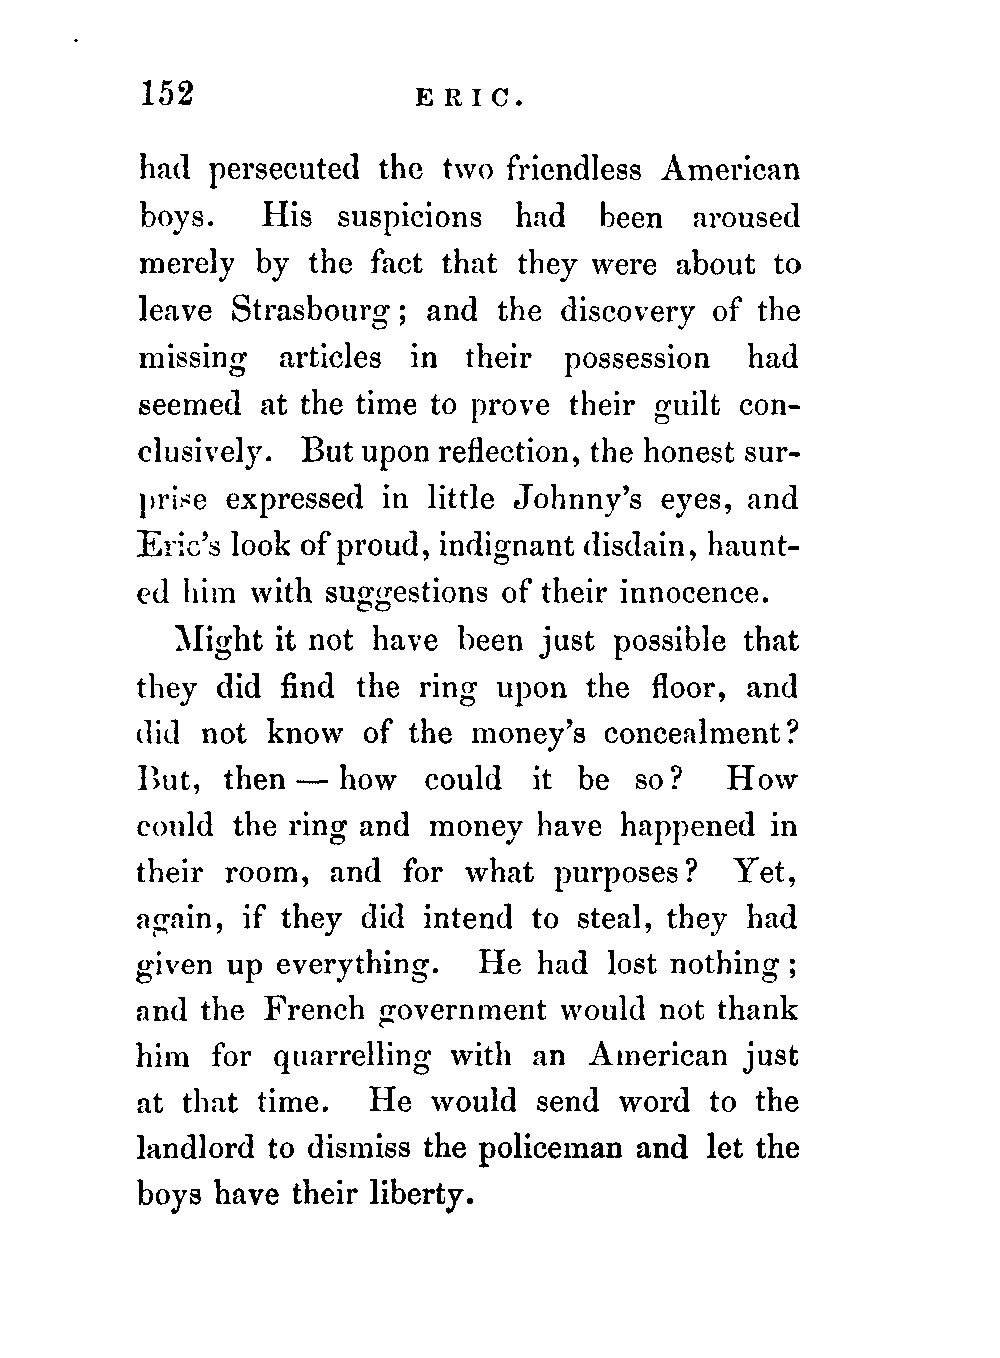 152 ERIC.
had persecuted the two friendless American
boys. His suspicions had been aroused
merely by the fact that they were about to
leave Strasbourg; and the discovery of the
missing articles in their possession had
seemed at the time to prove their guilt con-
clusively. But upon reflection, the honest sur-
prise expressed in little Johnny's eyes, and
Eric's look of proud, indignant disdain, haunt-
ed him with suggestions of their innocence.
Might it not have been just possible that
they did find the ring upon the floor, and
did not know of the money's concealment?
But, then — how could it be so? How
could the ring and money have happened in
their room, and for what purposes? Yet,
again, if they did intend to steal, they had
given up everything. He had lost nothing;
and the French government would not thank
him for quarrelling with an American just
at that time. He would send word to the
landlord to dismiss the policeman and let the
boys have their liberty.